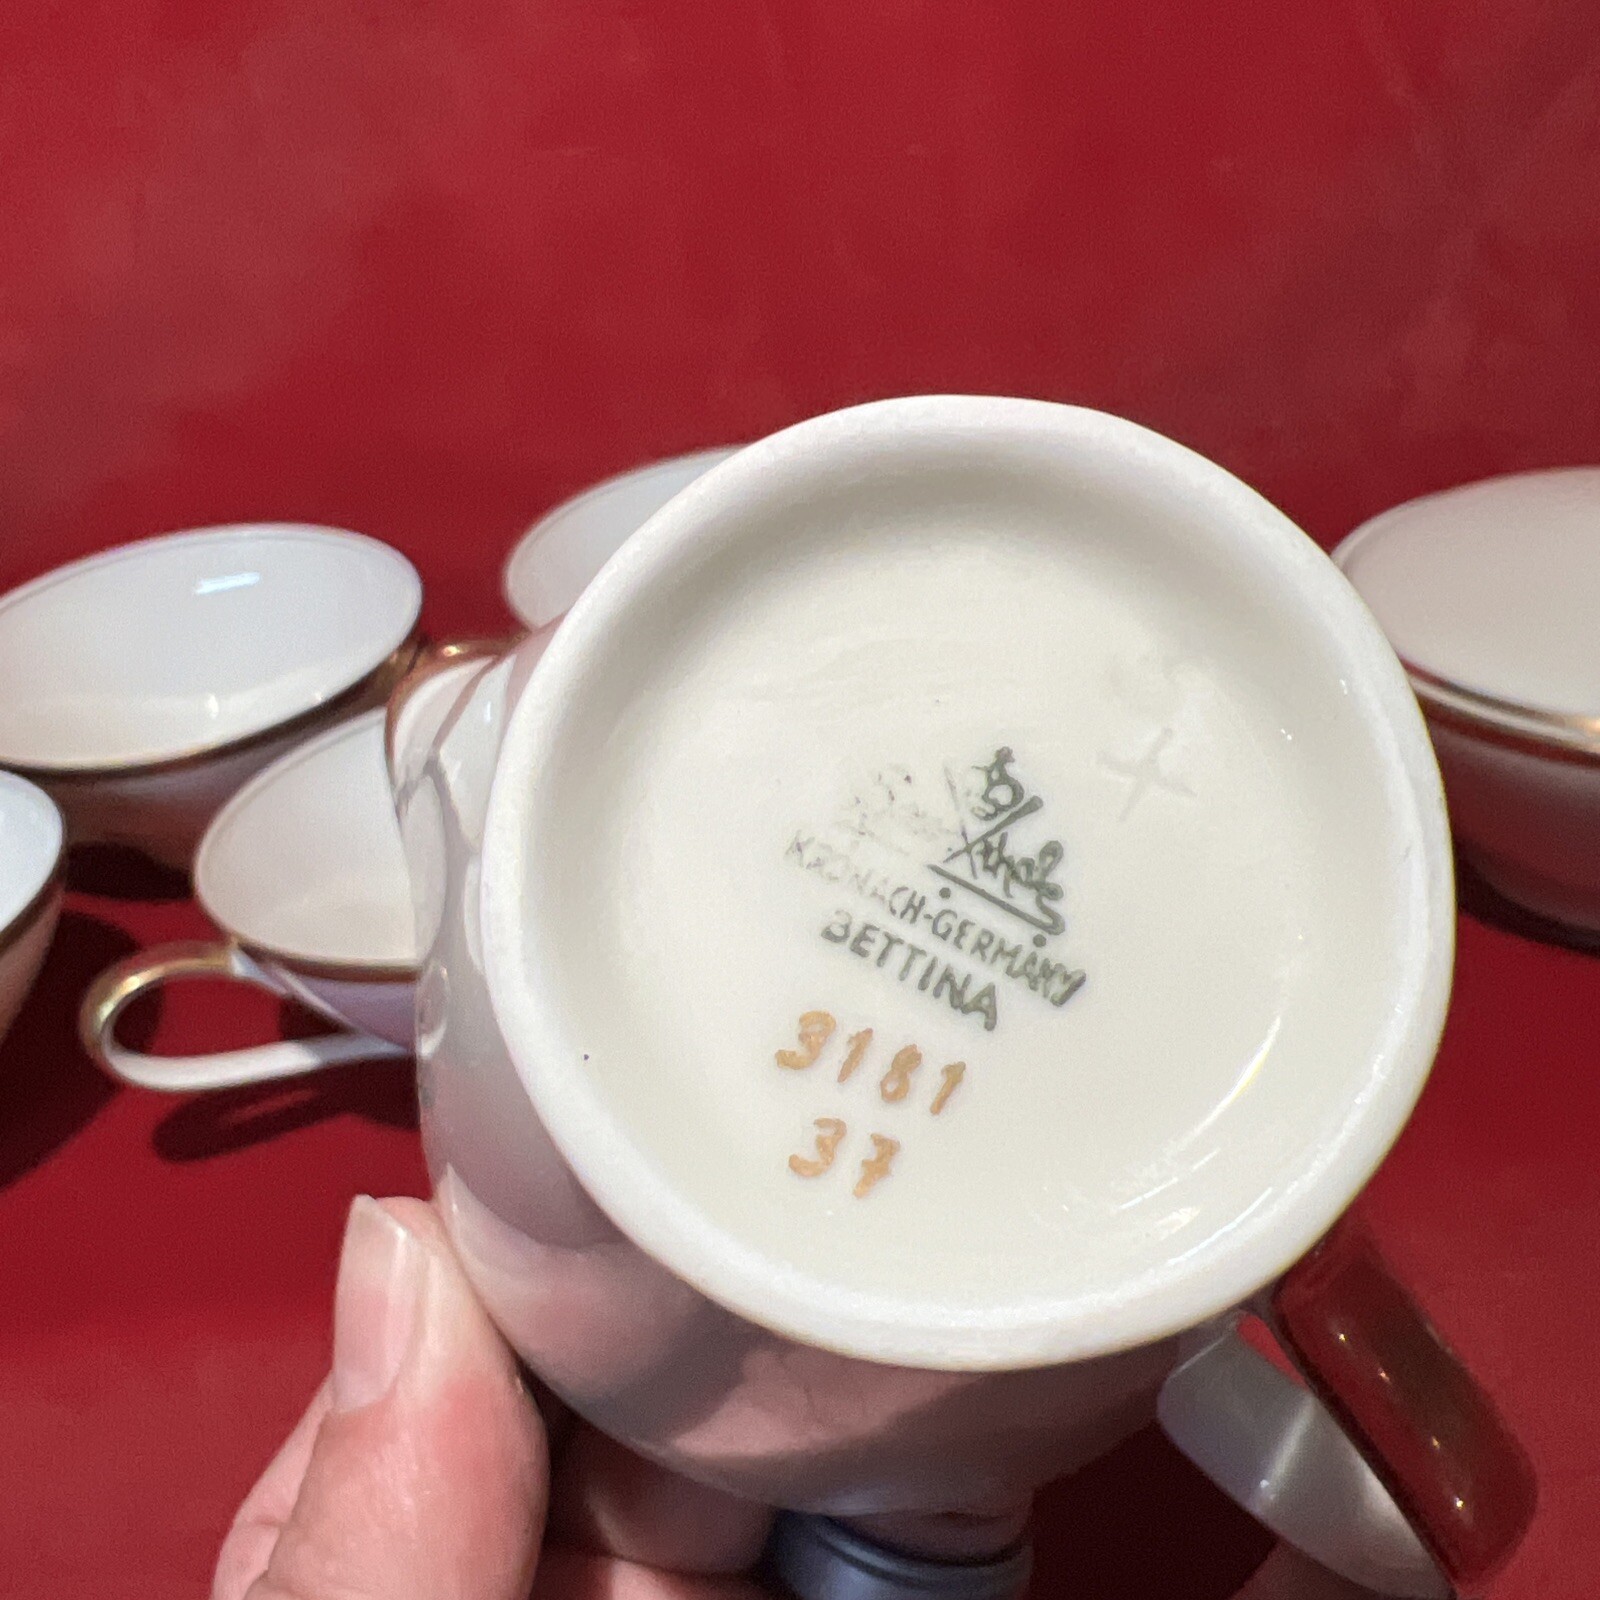 KRONACH-GERMANY
BETTINA
3181
37